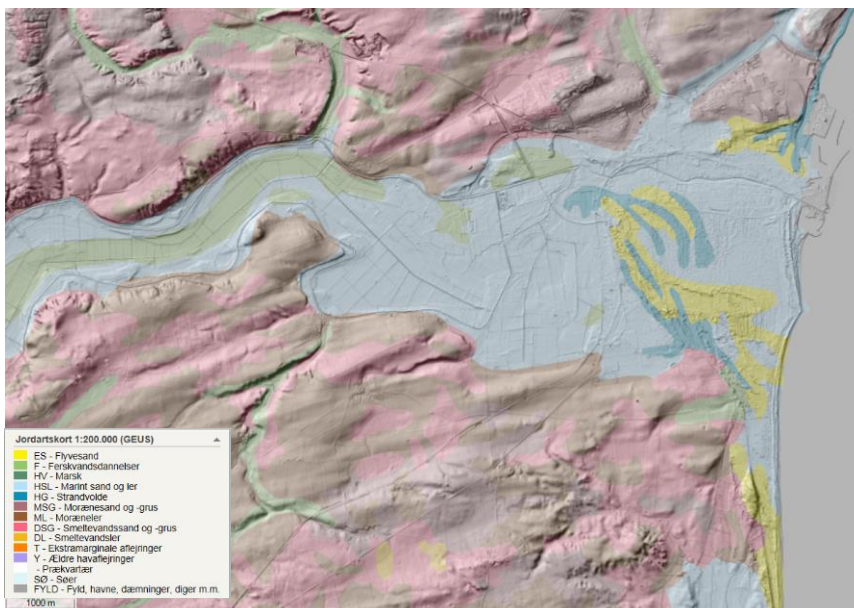 Jordartskort 1:200.000 (GEUS)
ES - Flyvesand
F - Ferskvandsdannelser
HV - Marsk
HSL - Marint sand og ler
HG - Strandvolde
MSG - Morænesand og -grus
ML - Moræneler
DSG - Smeltevandssand og -grus
DL - Smeltevandsler
T - Ekstramarginale aflejringer
Y - Ældre havaflejringer
- Prækvartær
SØ - Søer
FYLD - Fyld, havne, dæmninger, diger m.m.
1000 m